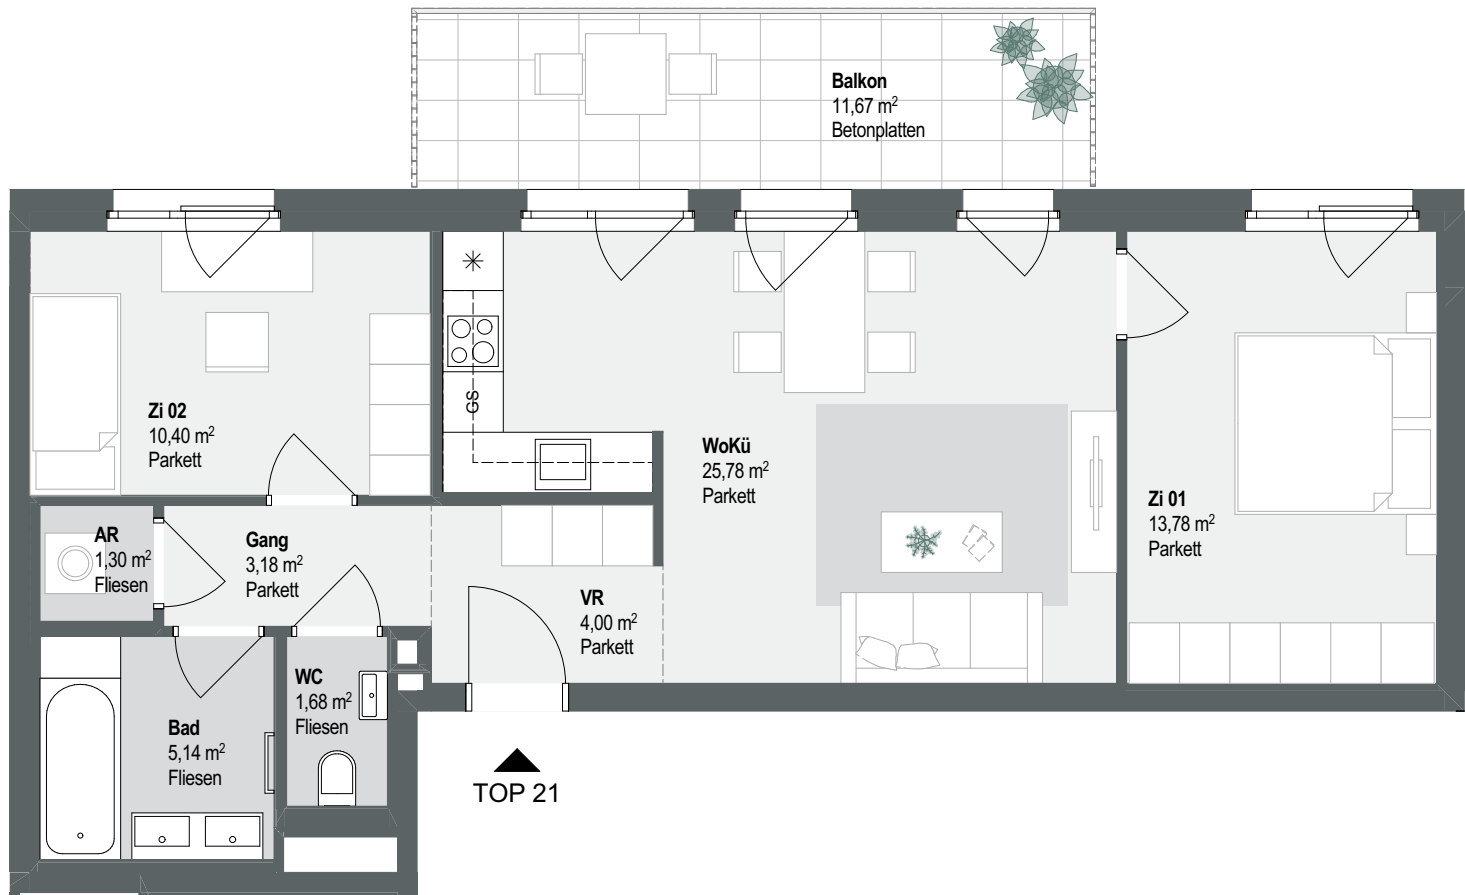 Balkon
11,67 m²
Betonplatten
GS
Zi 02
10,40 m²
Parkett
WoKü
25,78 m²
Parkett
Zi 01
13,78 m²
Parkett
AR
1,30 m²
Fliesen
Gang
3,18 m²
Parkett
VR
4,00 m²
Parkett
WC
1,68 m²
Fliesen
Bad
5,14 m²
Fliesen
TOP 21